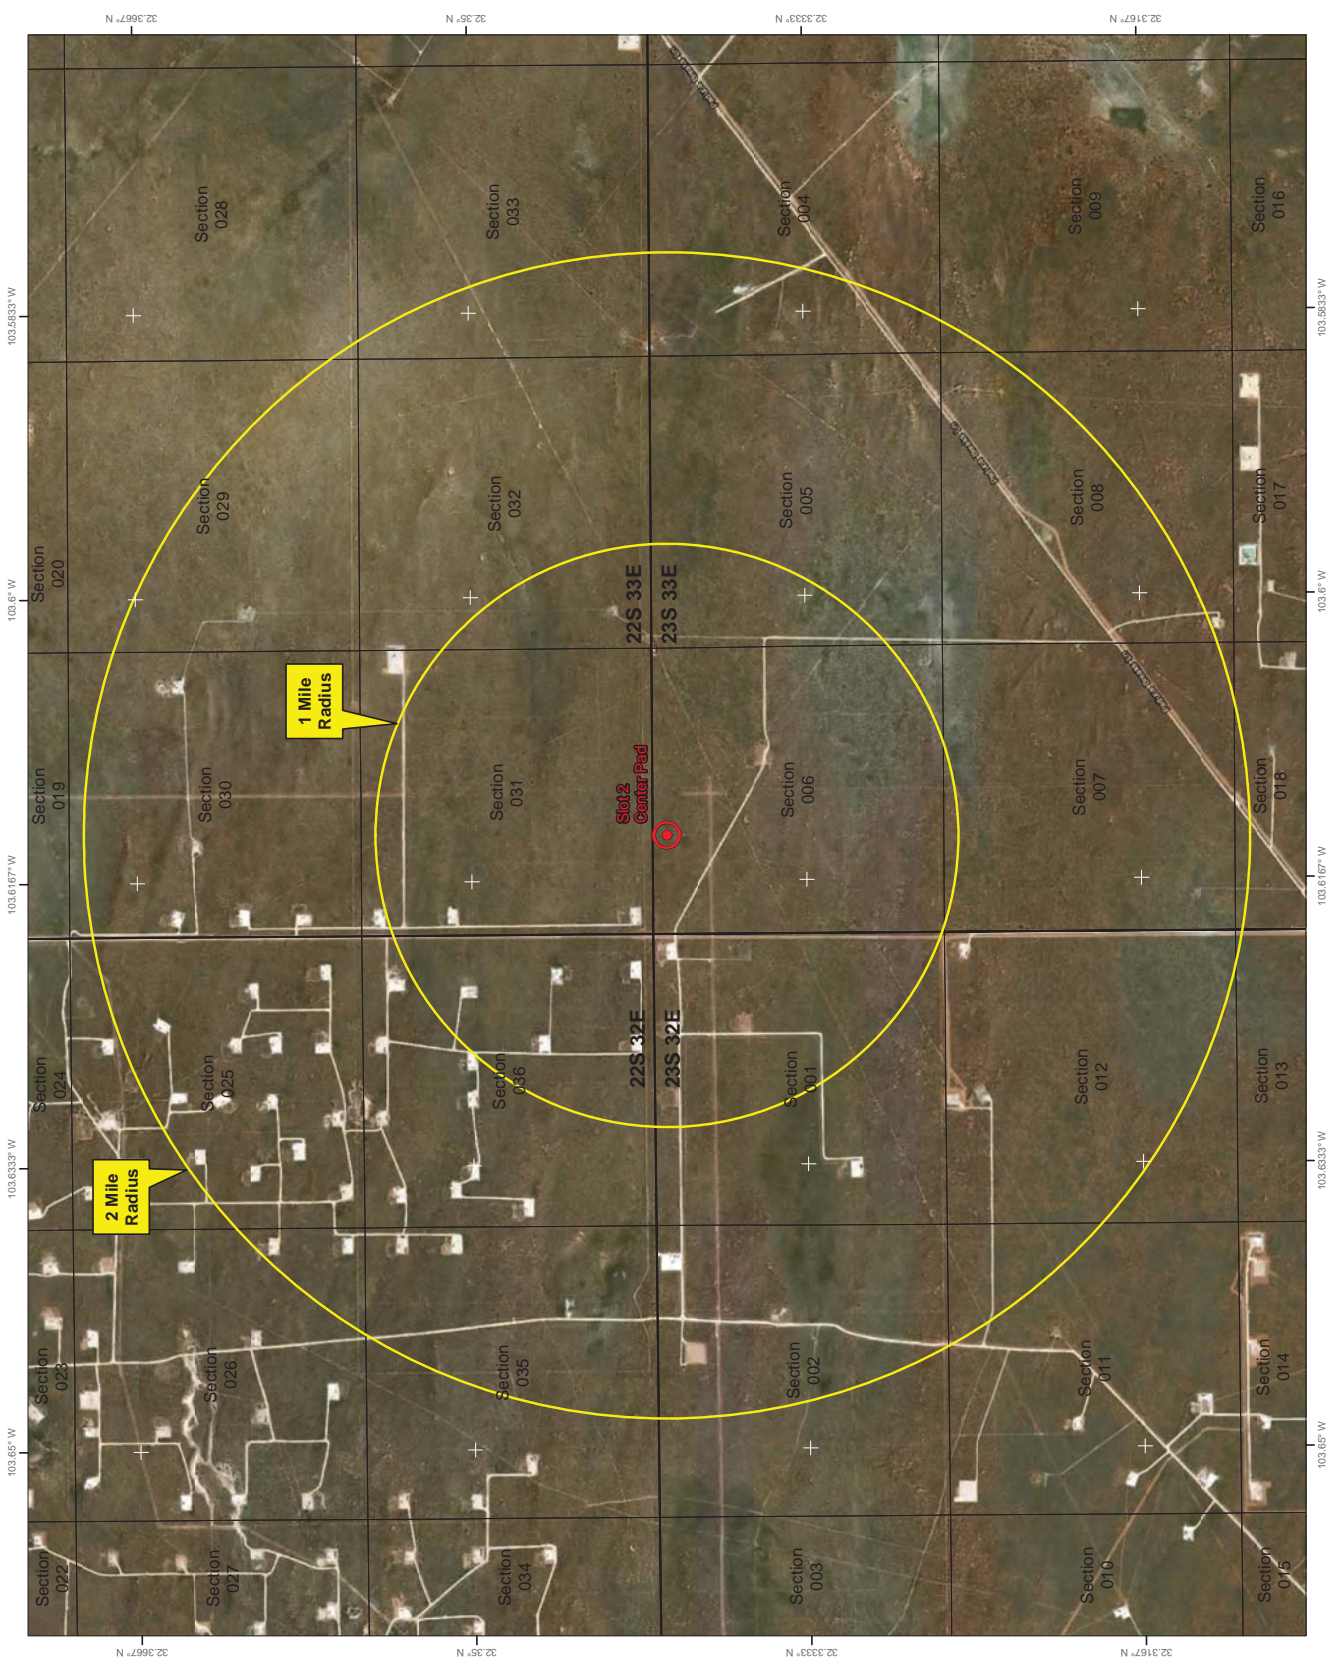 103.65° W
103.6333° W
103.6167° W
103.6° W
103.5833° W
32.3667° N
32.3667° N
Section
022
Section
023
Section
024
Section
019
Section
020
2 Mile
Radius
Section
027
Section
026
Section
025
Section
030
Section
029
Section
028
1 Mile
Radius
32.35° N
32.35° N
Section
034
Section
035
Section
036
Section
031
Section
032
Section
033
Slot 2
Center Pad
22S 32E
23S 32E
22S 33E
23S 33E
32.3333° N
32.3333° N
Section
003
Section
002
Section
001
Section
006
Section
005
Section
004
32.3167° N
32.3167° N
Section
010
Section
011
Section
012
Section
007
Section
008
Section
009
Section
015
Section
014
Section
013
Section
018
Section
017
Section
016
103.65° W
103.6333° W
103.6167° W
103.6° W
103.5833° W